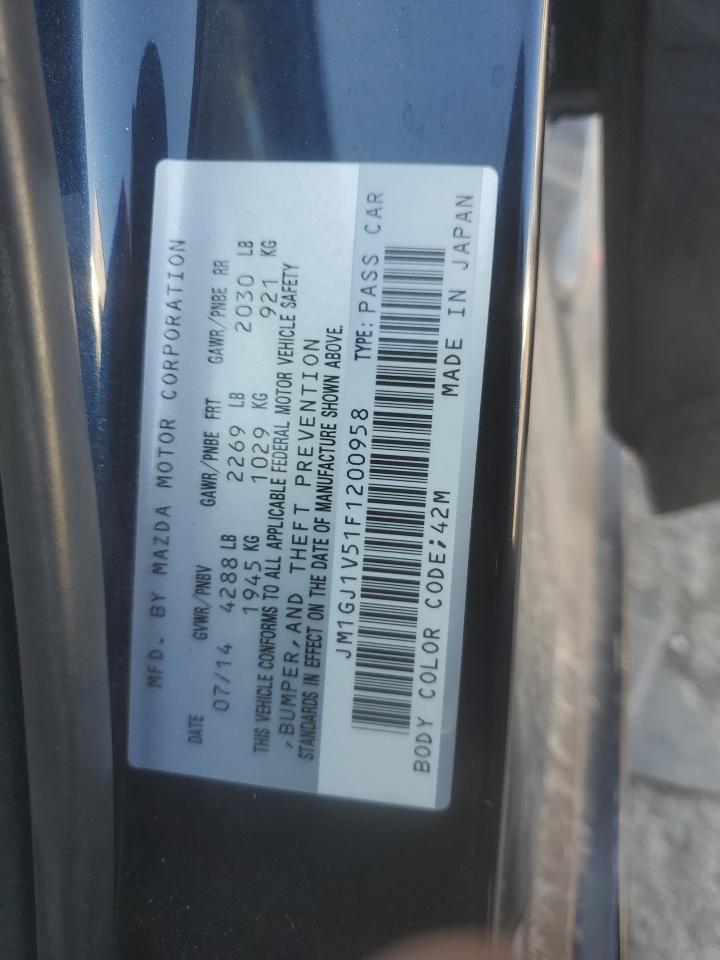 MFD. BY MAZDA MOTOR CORPORATION
DATE GVWR/PNBV GAWR/PNBE FRT GAWR/PNBE RR
07/14 4288 LB 2269 LB 2030 LB
1945 KG 1029 KG 921 KG
THIS VEHICLE CONFORMS TO ALL APPLICABLE FEDERAL MOTOR VEHICLE SAFETY
,BUMPER,AND THEFT PREVENTION
STANDARDS IN EFFECT ON THE DATE OF MANUFACTURE SHOWN ABOVE.
JM1GJ1V51F1200958 TYPE: PASS CAR
BODY COLOR CODE;42M MADE IN JAPAN